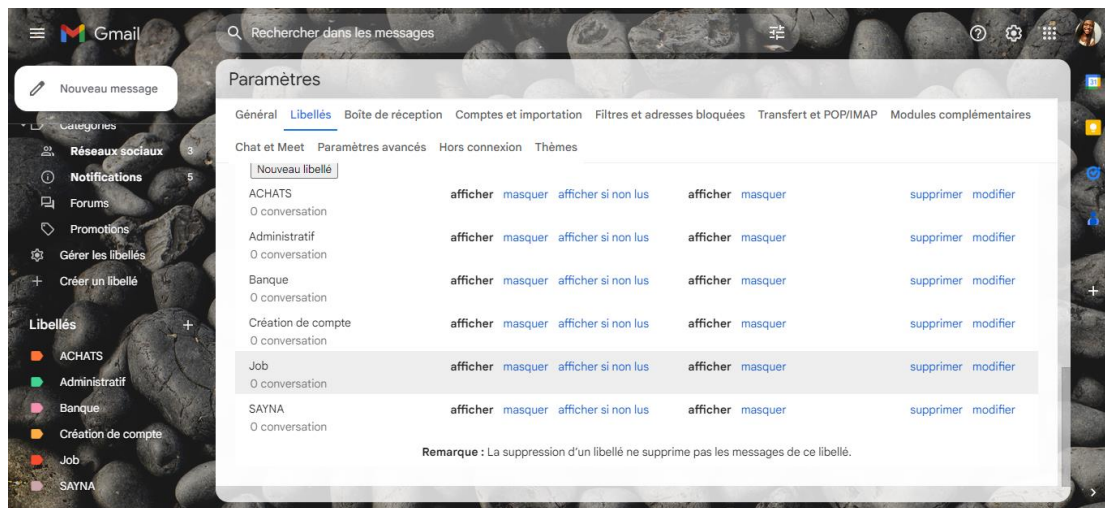 Gmail
Rechercher dans les messages
Nouveau message
Catégories
Réseaux sociaux 3
Notifications 5
Forums
Promotions
Gérer les libellés
Créer un libellé
Libellés
ACHATS
Administratif
Banque
Création de compte
Job
SAYNA
Paramètres
Général Libellés Boîte de réception Comptes et importation Filtres et adresses bloquées Transfert et POP/IMAP Modules complémentaires
Chat et Meet Paramètres avancés Hors connexion Thèmes
Nouveau libellé
ACHATS afficher masquer afficher si non lus afficher masquer supprimer modifier
0 conversation
Administratif afficher masquer afficher si non lus afficher masquer supprimer modifier
0 conversation
Banque afficher masquer afficher si non lus afficher masquer supprimer modifier
0 conversation
Création de compte afficher masquer afficher si non lus afficher masquer supprimer modifier
0 conversation
Job afficher masquer afficher si non lus afficher masquer supprimer modifier
0 conversation
SAYNA afficher masquer afficher si non lus afficher masquer supprimer modifier
0 conversation
Remarque : La suppression d'un libellé ne supprime pas les messages de ce libellé.
31